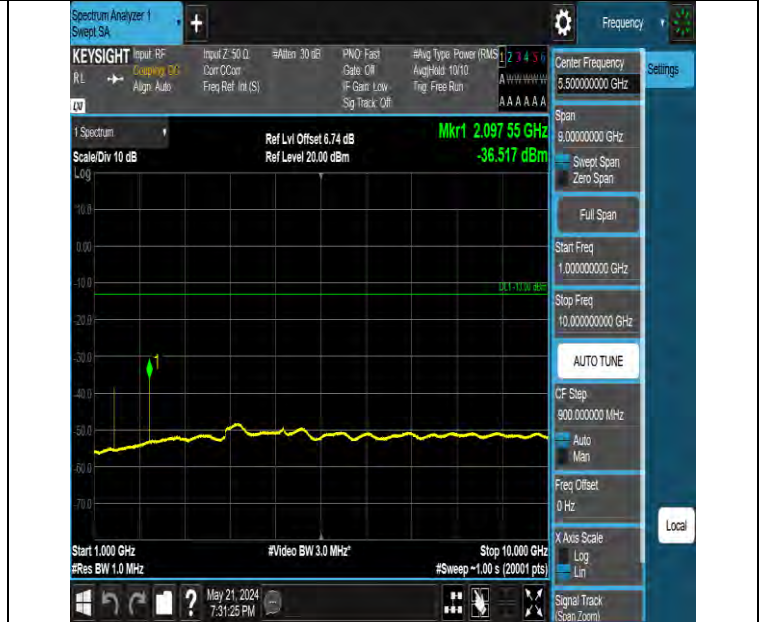 Spectrum Analyzer 1
Swept SA
Frequency
KEYSIGHT
RL
Input: RF
Coupling: DC
Align: Auto
Input Z: 50 Ω
Corr CCorr
Freq Ref: Int (S)
#Atten: 30 dB
PNO: Fast
Gate: Off
IF Gain: Low
Sig Track: Off
#Avg Type: Power (RMS
Avg|Hold: 10/10
Trig: Free Run
1 2 3 4 5 6
A W W W W W
A A A A A A
LXI
1 Spectrum
Scale/Div 10 dB
Ref Lvl Offset 6.74 dB
Ref Level 20.00 dBm
Mkr1 2.097 55 GHz
-36.517 dBm
Log
10.0
0.00
-10.0
DL1 -13.00 dBm
-20.0
-30.0
1
-40.0
-50.0
-60.0
-70.0
Start 1.000 GHz
#Res BW 1.0 MHz
#Video BW 3.0 MHz*
Stop 10.000 GHz
#Sweep ~1.00 s (20001 pts)
Settings
Center Frequency
5.500000000 GHz
Span
9.00000000 GHz
Swept Span
Zero Span
Full Span
Start Freq
1.000000000 GHz
Stop Freq
10.000000000 GHz
AUTO TUNE
CF Step
900.000000 MHz
Auto
Man
Freq Offset
0 Hz
X Axis Scale
Log
Lin
Signal Track
(Span Zoom)
Local
?
May 21, 2024
7:31:25 PM